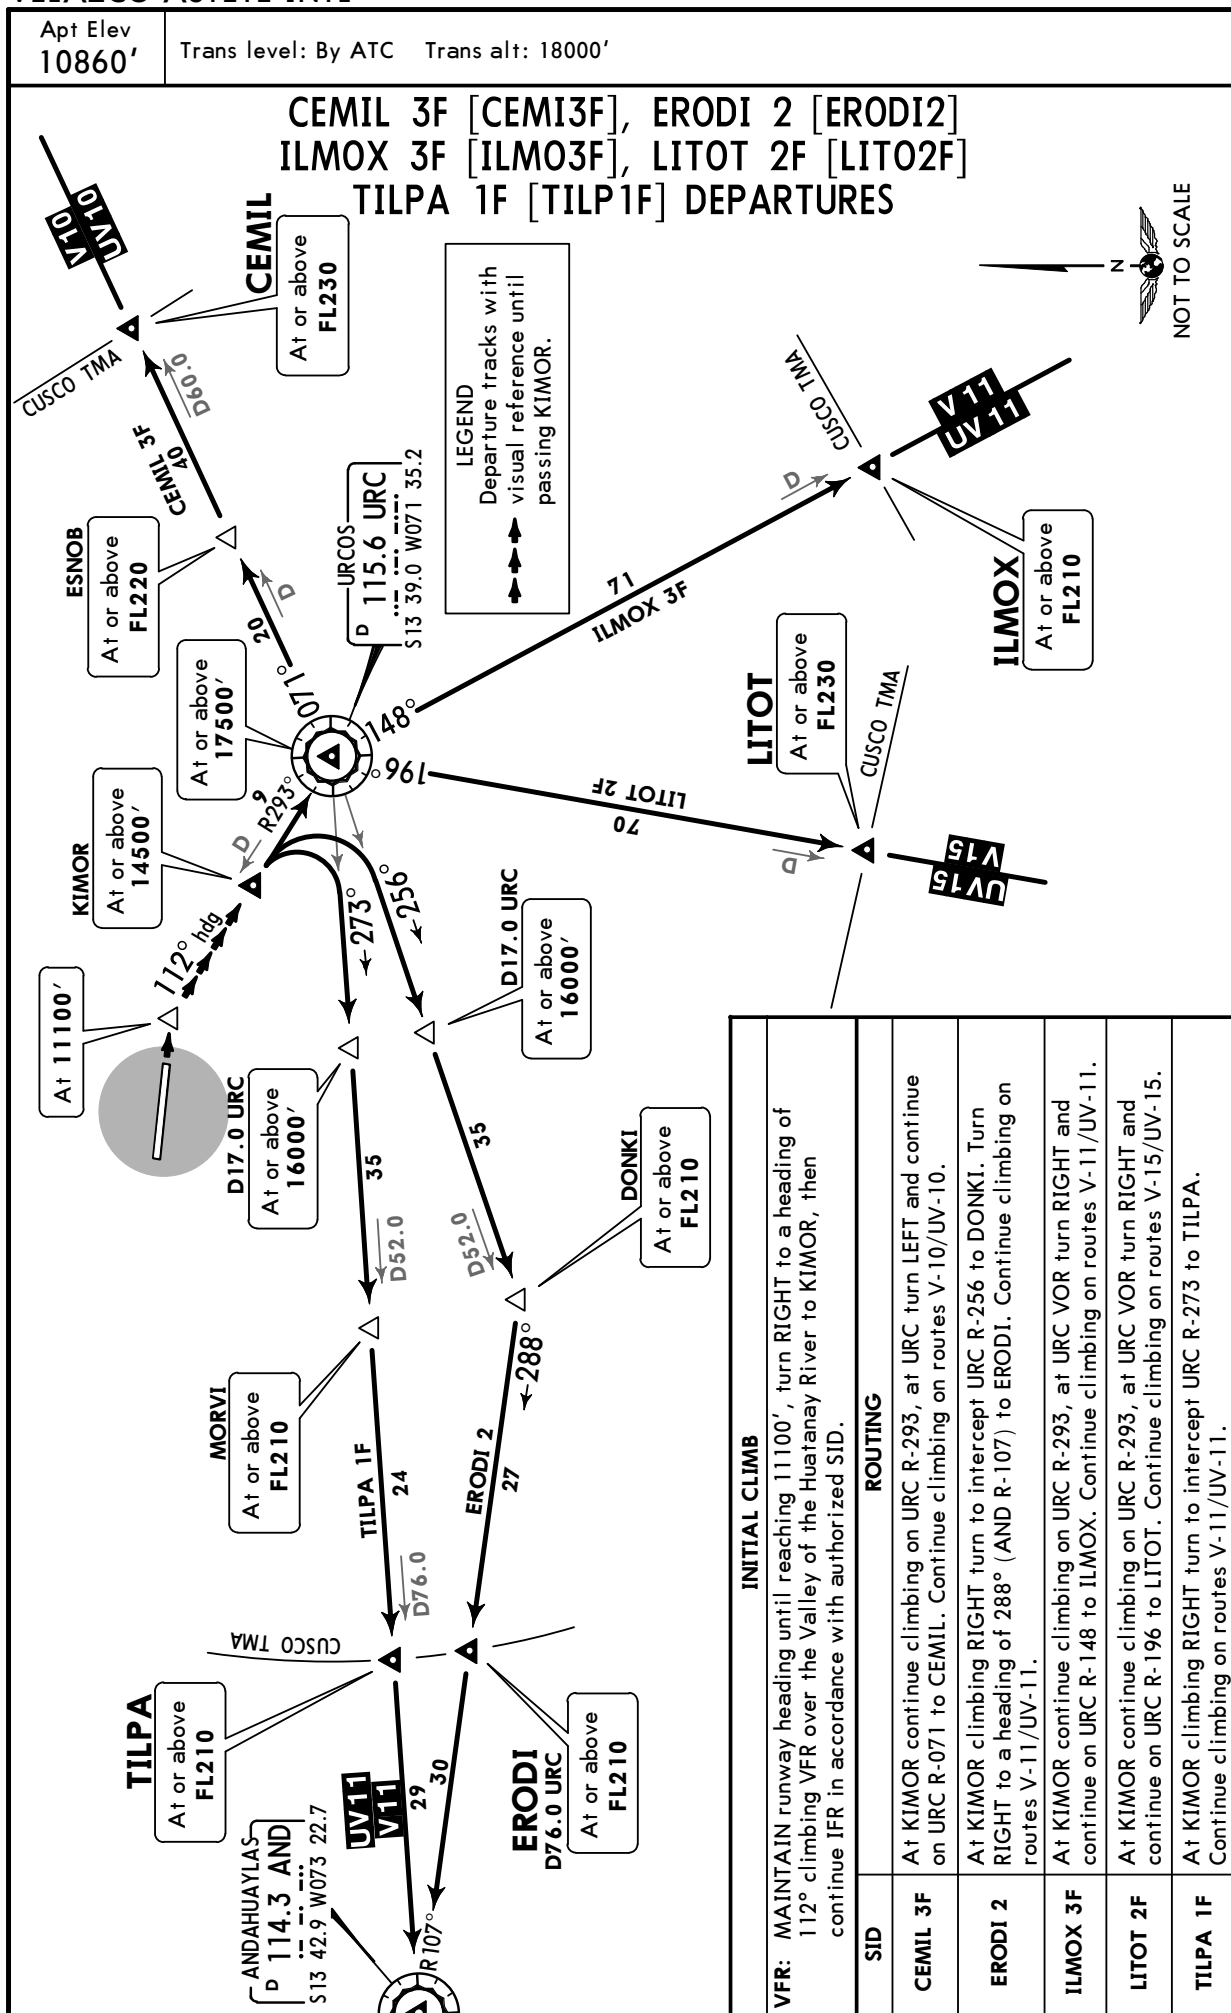 Apt Elev
10860'
Trans level: By ATC Trans alt: 18000'
CEMIL 3F [CEMI3F], ERODI 2 [ERODI2]
ILMOX 3F [ILMO3F], LITOT 2F [LITO2F]
TILPA 1F [TILP1F] DEPARTURES
V10
UV10
CUSCO TMA
CEMIL
At or above
FL230
D60.0
CEMIL 3F
40
ESNOB
At or above
FL220
D
20
071°
At or above
17500'
URCOS
D 115.6 URC
S13 39.0 W071 35.2
LEGEND
Departure tracks with
visual reference until
passing KIMOR.
N
NOT TO SCALE
CUSCO TMA
V 11
UV 11
D
ILMOX
At or above
FL210
71
ILMOX 3F
148°
196°
LITOT 2F
70
D
LITOT
At or above
FL230
CUSCO TMA
V15
UV15
KIMOR
At or above
14500'
9
R293°
D
112° hdg
At 11100'
273°
256°
D17.0 URC
At or above
16000'
D17.0 URC
At or above
16000'
35
35
D52.0
D52.0
DONKI
At or above
FL210
288°
MORVI
At or above
FL210
TILPA 1F
24
ERODI 2
27
D76.0
CUSCO TMA
TILPA
At or above
FL210
ERODI
D76.0 URC
At or above
FL210
UV11
V11
29
30
R107°
ANDAHUAYLAS
D 114.3 AND
S13 42.9 W073 22.7
INITIAL CLIMB
VFR: MAINTAIN runway heading until reaching 11100', turn RIGHT to a heading of
112° climbing VFR over the Valley of the Huatanay River to KIMOR, then
continue IFR in accordance with authorized SID.
SID ROUTING
CEMIL 3F At KIMOR continue climbing on URC R-293, at URC turn LEFT and continue
on URC R-071 to CEMIL. Continue climbing on routes V-10/UV-10.
ERODI 2 At KIMOR climbing RIGHT turn to intercept URC R-256 to DONKI. Turn
RIGHT to a heading of 288° (AND R-107) to ERODI. Continue climbing on
routes V-11/UV-11.
ILMOX 3F At KIMOR continue climbing on URC R-293, at URC VOR turn RIGHT and
continue on URC R-148 to ILMOX. Continue climbing on routes V-11/UV-11.
LITOT 2F At KIMOR continue climbing on URC R-293, at URC VOR turn RIGHT and
continue on URC R-196 to LITOT. Continue climbing on routes V-15/UV-15.
TILPA 1F At KIMOR climbing RIGHT turn to intercept URC R-273 to TILPA.
Continue climbing on routes V-11/UV-11.